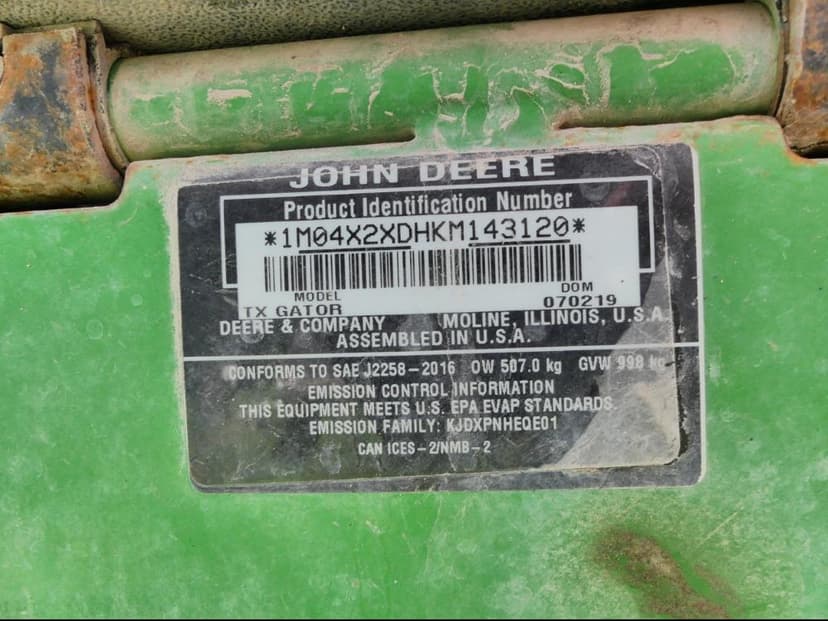 JOHN DEERE
Product Identification Number
*1M04X2XDHKM143120*
MODEL DOM
TX GATOR 070219
DEERE & COMPANY MOLINE, ILLINOIS, U.S.A.
ASSEMBLED IN U.S.A.
CONFORMS TO SAE J2258-2016 OW 507.0 kg GVW 998 kg
EMISSION CONTROL INFORMATION
THIS EQUIPMENT MEETS U.S. EPA EVAP STANDARDS.
EMISSION FAMILY: KJDXPNHEQE01
CAN ICES-2/NMB-2